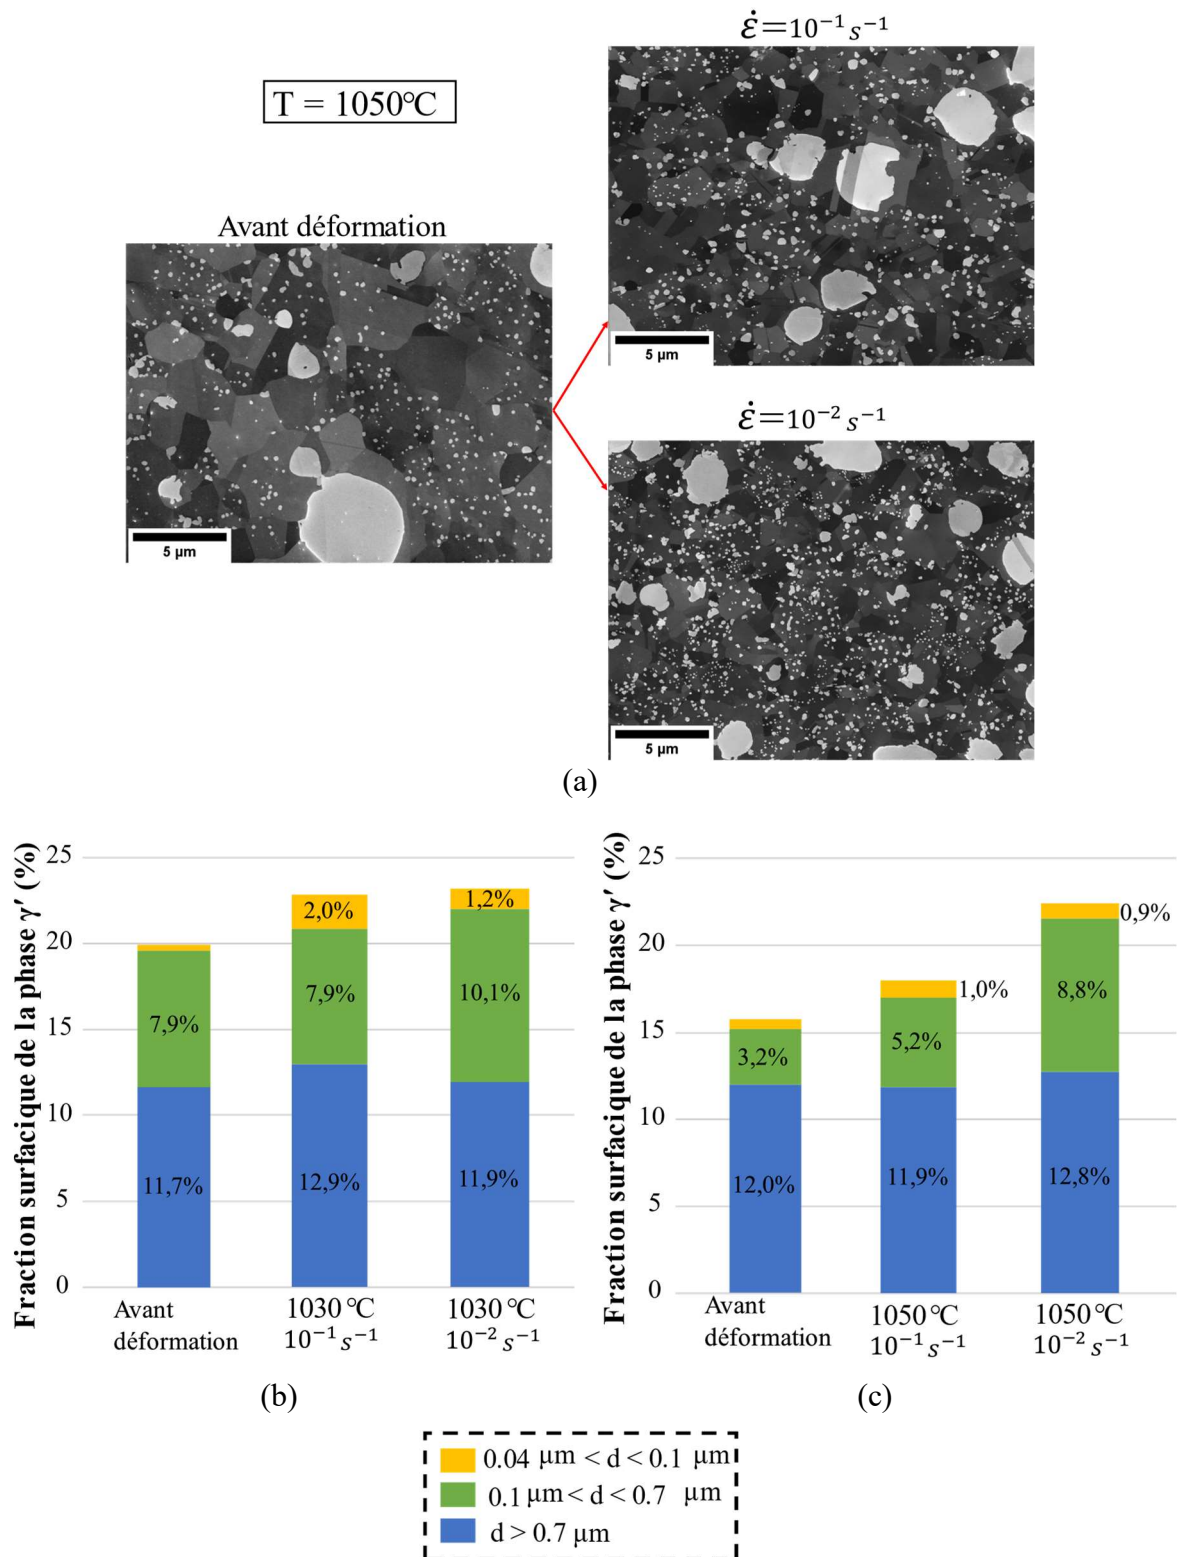 ε̇=10⁻¹ s⁻¹
T = 1050°C
Avant déformation
5 µm
5 µm
ε̇=10⁻² s⁻¹
5 µm
(a)
Fraction surfacique de la phase γ′ (%)
25
20
15
10
5
0
2,0%
1,2%
7,9%
7,9%
10,1%
11,7%
12,9%
11,9%
Avant
déformation
1030 °C
10⁻¹ s⁻¹
1030 °C
10⁻² s⁻¹
(b)
Fraction surfacique de la phase γ′ (%)
25
20
15
10
5
0
0,9%
1,0%
8,8%
5,2%
3,2%
12,0%
11,9%
12,8%
Avant
déformation
1050°C
10⁻¹ s⁻¹
1050°C
10⁻² s⁻¹
(c)
0.04 µm < d < 0.1 µm
0.1 µm < d < 0.7 µm
d > 0.7 µm